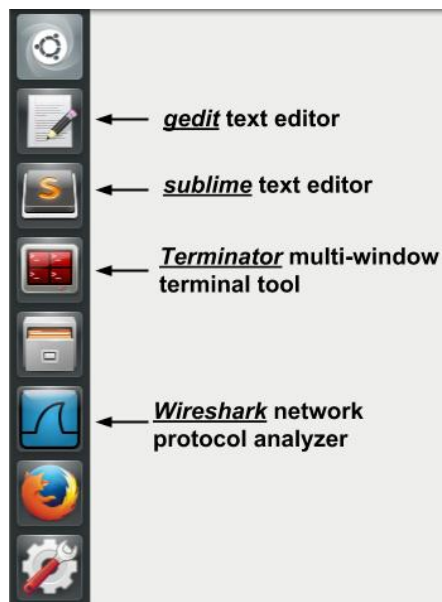 gedit text editor
S
sublime text editor
Terminator multi-window
terminal tool
Wireshark network
protocol analyzer